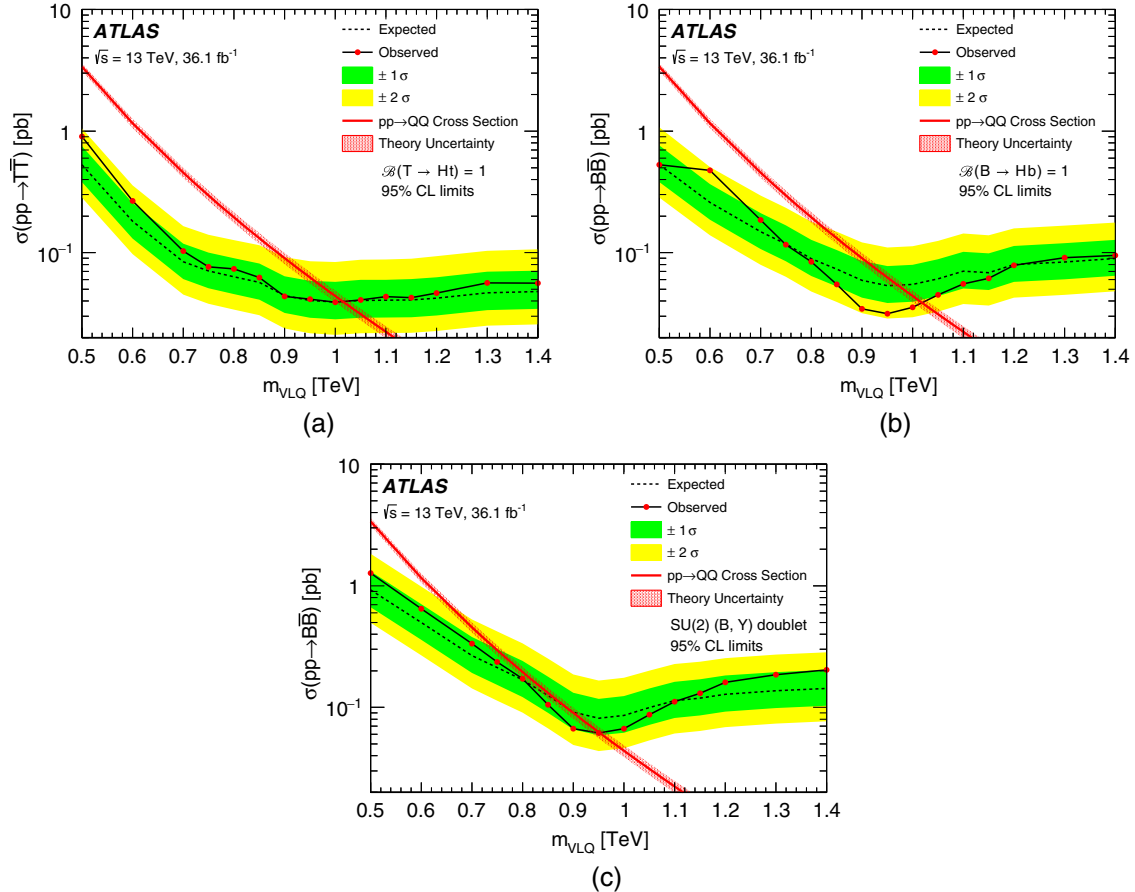 ATLAS
√s = 13 TeV, 36.1 fb⁻¹
Expected
Observed
± 1 σ
± 2 σ
pp→QQ Cross Section
Theory Uncertainty
ℬ(T → Ht) = 1
95% CL limits
σ(pp→TT̅) [pb]
10
1
10⁻¹
0.5 0.6 0.7 0.8 0.9 1 1.1 1.2 1.3 1.4
m_VLQ [TeV]
(a)
ATLAS
√s = 13 TeV, 36.1 fb⁻¹
Expected
Observed
± 1 σ
± 2 σ
pp→QQ Cross Section
Theory Uncertainty
ℬ(B → Hb) = 1
95% CL limits
σ(pp→BB̅) [pb]
10
1
10⁻¹
0.5 0.6 0.7 0.8 0.9 1 1.1 1.2 1.3 1.4
m_VLQ [TeV]
(b)
ATLAS
√s = 13 TeV, 36.1 fb⁻¹
Expected
Observed
± 1 σ
± 2 σ
pp→QQ Cross Section
Theory Uncertainty
SU(2) (B, Y) doublet
95% CL limits
σ(pp→BB̅) [pb]
10
1
10⁻¹
0.5 0.6 0.7 0.8 0.9 1 1.1 1.2 1.3 1.4
m_VLQ [TeV]
(c)